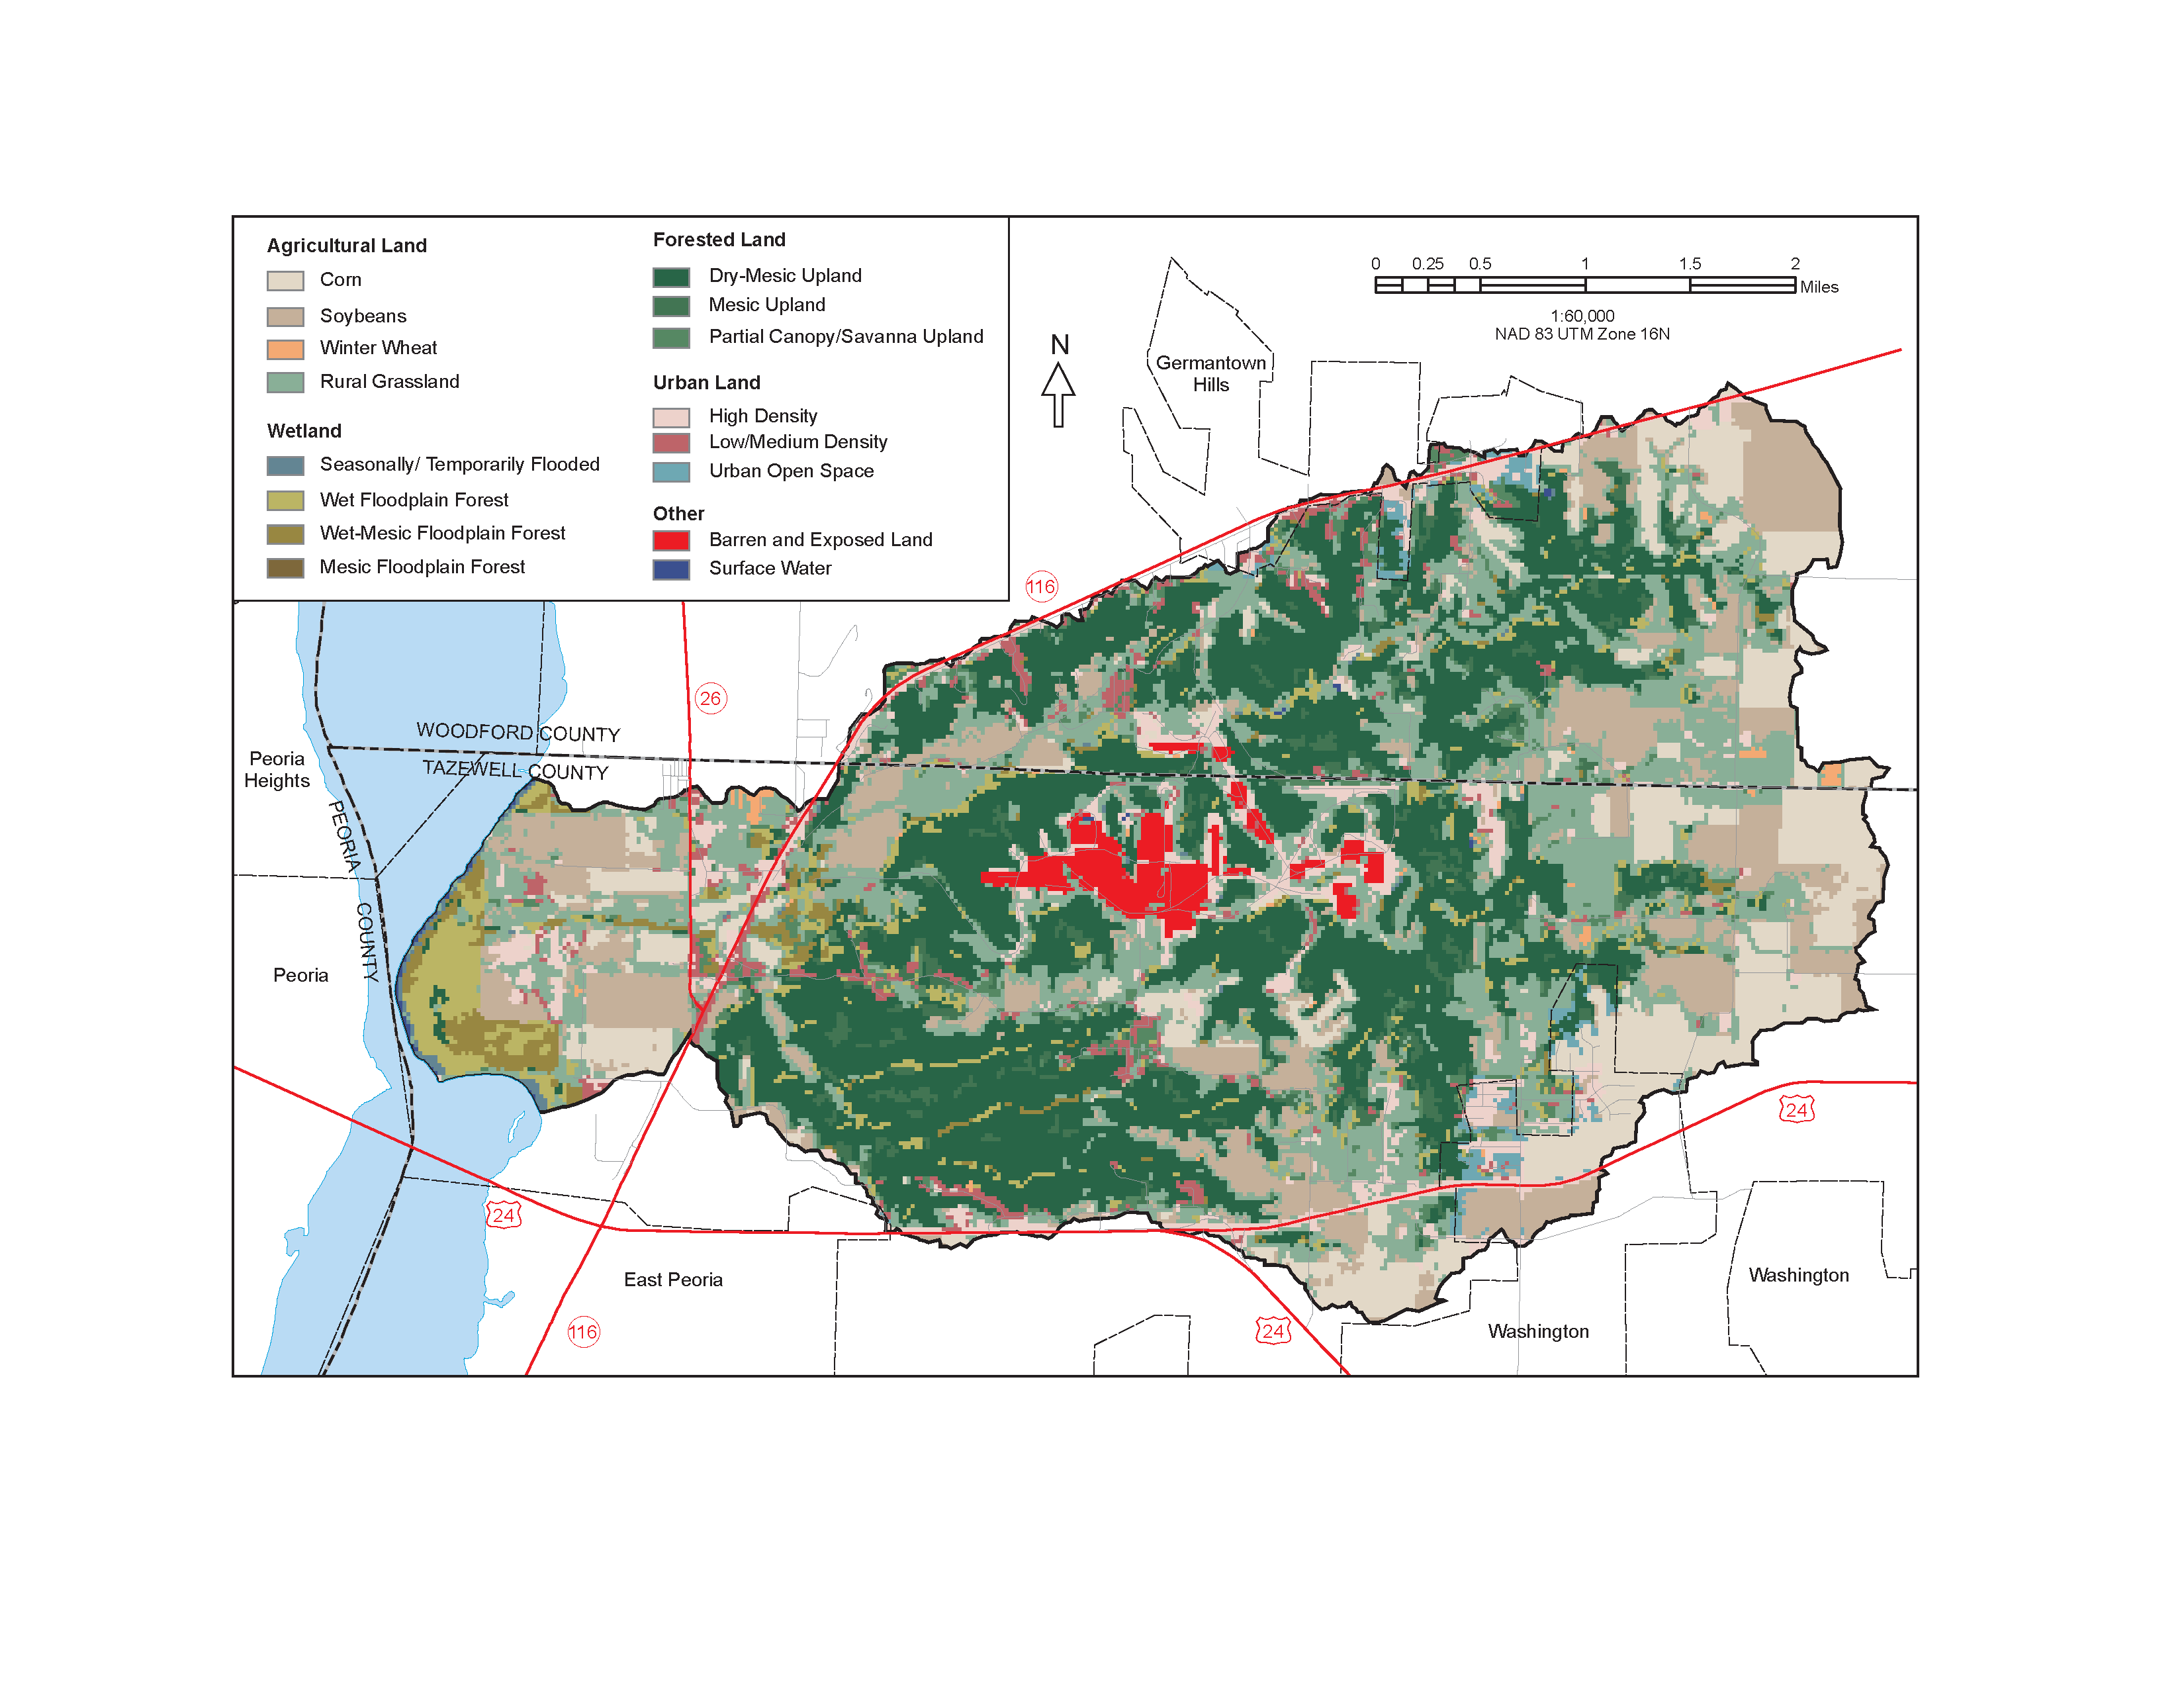 Agricultural Land
Corn
Soybeans
Winter Wheat
Rural Grassland
Wetland
Seasonally/ Temporarily Flooded
Wet Floodplain Forest
Wet-Mesic Floodplain Forest
Mesic Floodplain Forest
Forested Land
Dry-Mesic Upland
Mesic Upland
Partial Canopy/Savanna Upland
Urban Land
High Density
Low/Medium Density
Urban Open Space
Other
Barren and Exposed Land
Surface Water
0 0.25 0.5 1 1.5 2
Miles
1:60,000
NAD 83 UTM Zone 16N
N
Germantown
Hills
116
26
WOODFORD COUNTY
TAZEWELL COUNTY
Peoria
Heights
PEORIA COUNTY
Peoria
24
24
East Peoria
116
24
Washington
Washington